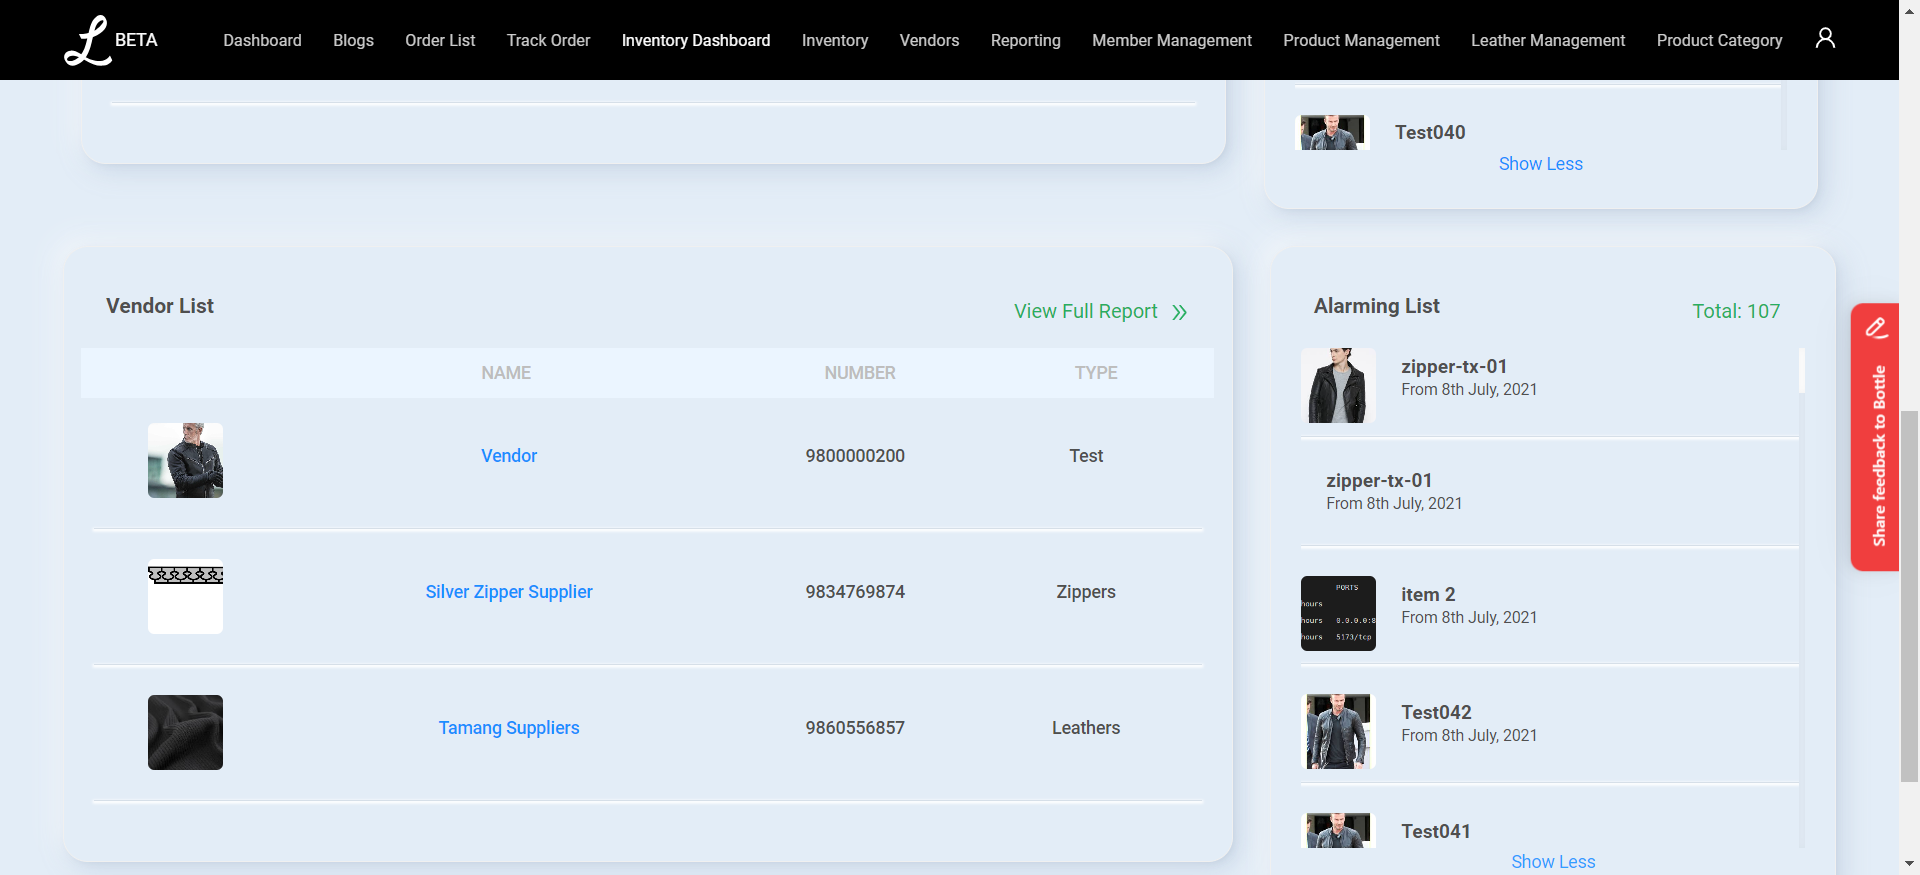 L BETA Dashboard Blogs Order List Track Order Inventory Dashboard Inventory Vendors Reporting Member Management Product Management Leather Management Product Category
Test040
Show Less
Vendor List
View Full Report »
NAME NUMBER TYPE
Vendor 9800000200 Test
Silver Zipper Supplier 9834769874 Zippers
Tamang Suppliers 9860556857 Leathers
Alarming List
Total: 107
zipper-tx-01
From 8th July, 2021
zipper-tx-01
From 8th July, 2021
PORTS
hours
hours 0.0.0.0:8
hours 5173/tcp
item 2
From 8th July, 2021
Test042
From 8th July, 2021
Test041
Show Less
Share feedback to Bottle